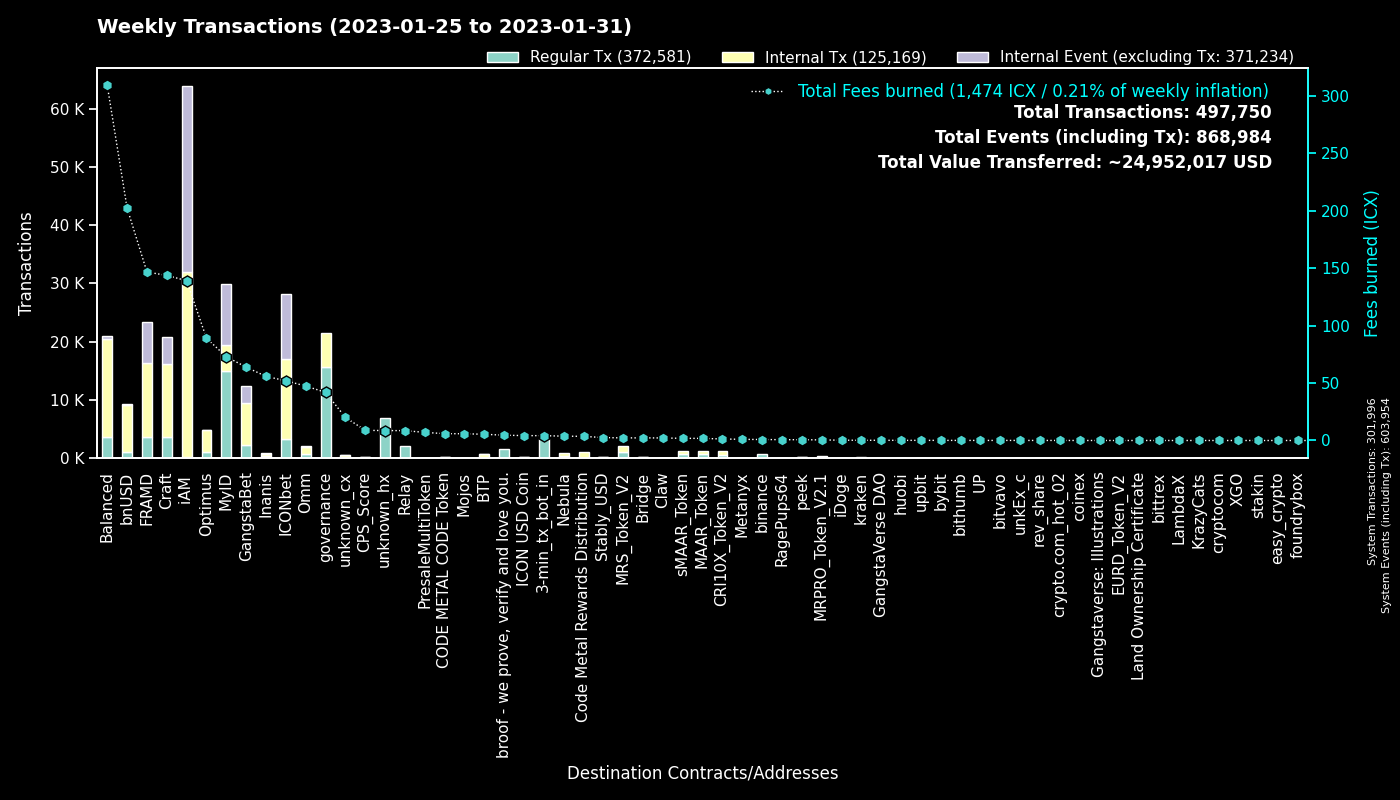 Weekly Transactions (2023-01-25 to 2023-01-31)
Regular Tx (372,581)
Internal Tx (125,169)
Internal Event (excluding Tx: 371,234)
Total Fees burned (1,474 ICX / 0.21% of weekly inflation)
Total Transactions: 497,750
Total Events (including Tx): 868,984
Total Value Transferred: ~24,952,017 USD
Transactions
60 K
50 K
40 K
30 K
20 K
10 K
0 K
300
250
200
150
100
50
0
Fees burned (ICX)
System Transactions: 301,996
System Events (including Tx): 603,954
Balanced
bnUSD
FRAMD
Craft
iAM
Optimus
MyID
GangstaBet
Inanis
ICONbet
Omm
governance
unknown_cx
CPS_Score
unknown_hx
Relay
PresaleMultiToken
CODE METAL CODE Token
Mojos
BTP
broof - we prove, verify and love you.
ICON USD Coin
3-min_tx_bot_in
Nebula
Code Metal Rewards Distribution
Stably_USD
MRS_Token_V2
Bridge
Claw
sMAAR_Token
MAAR_Token
CRI10X_Token_V2
Metanyx
binance
RagePups64
peek
MRPRO_Token_V2.1
iDoge
kraken
GangstaVerse DAO
huobi
upbit
bybit
bithumb
UP
bitvavo
unkEx_c
rev_share
crypto.com_hot_02
coinex
Gangstaverse: Illustrations
EURD_Token_V2
Land Ownership Certificate
bittrex
LambdaX
KrazyCats
cryptocom
XGO
stakin
easy_crypto
foundrybox
Destination Contracts/Addresses